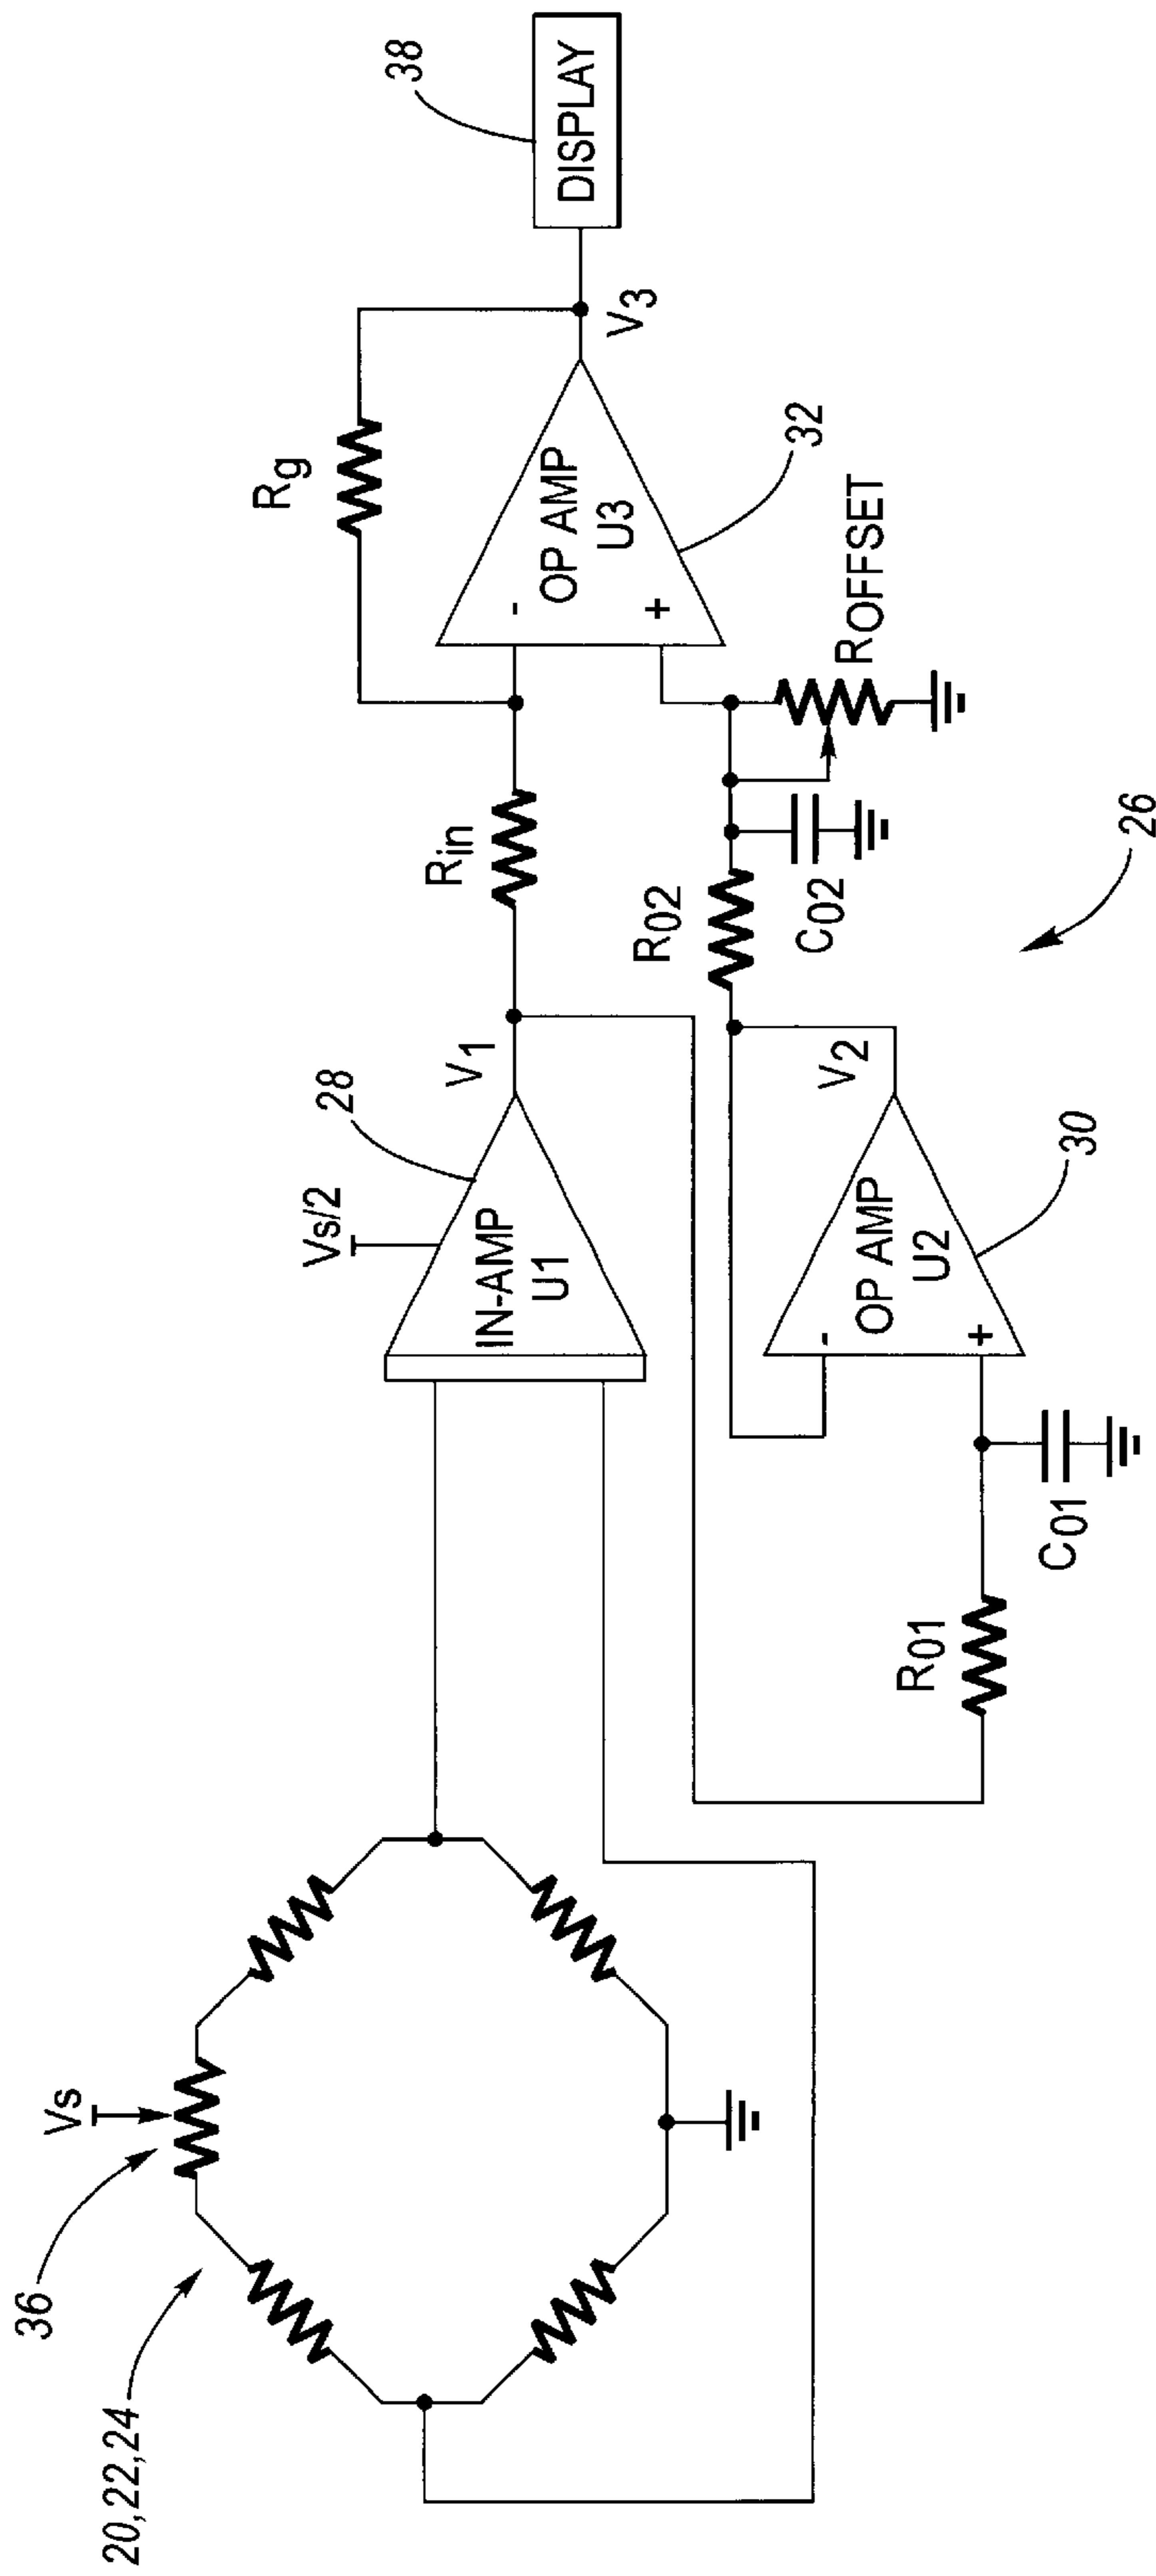 20,22,24
36
Vs
Vs/2
28
IN-AMP
U1
V1
Rin
Rg
-
+
OP AMP
U3
32
V3
38
DISPLAY
R01
C01
-
+
OP AMP
U2
30
V2
R02
C02
ROFFSET
26